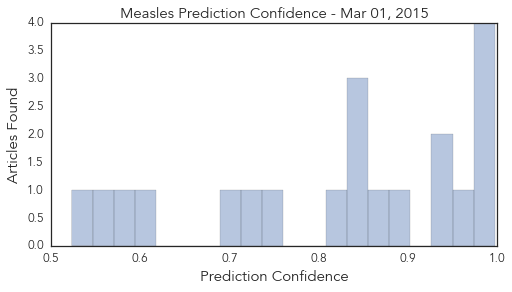 Measles Prediction Confidence - Mar 01, 2015
4.0
3.5
3.0
2.5
2.0
1.5
1.0
0.5
0.0
Articles Found
0.5 0.6 0.7 0.8 0.9 1.0
Prediction Confidence